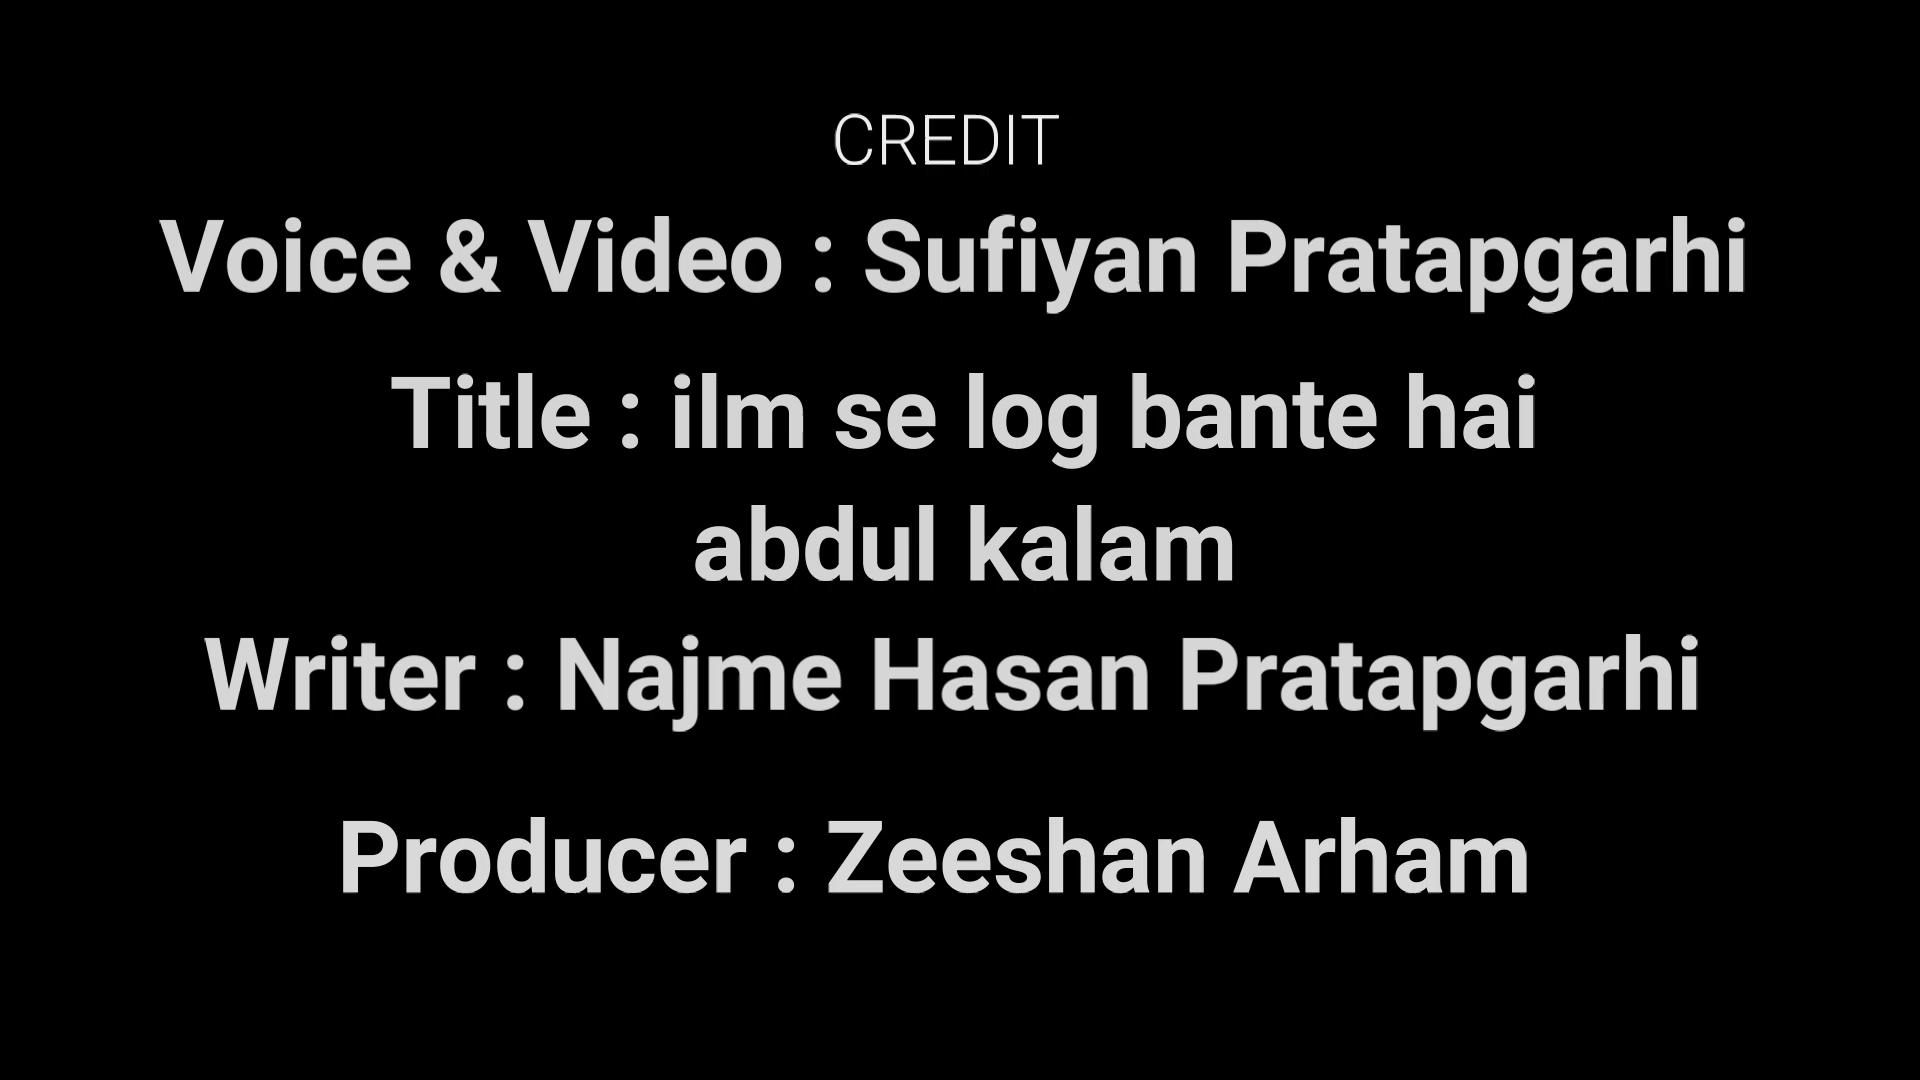 CREDIT
Voice & Video : Sufiyan Pratapgarhi
Title : ilm se log bante hai
abdul kalam
Writer : Najme Hasan Pratapgarhi
Producer : Zeeshan Arham